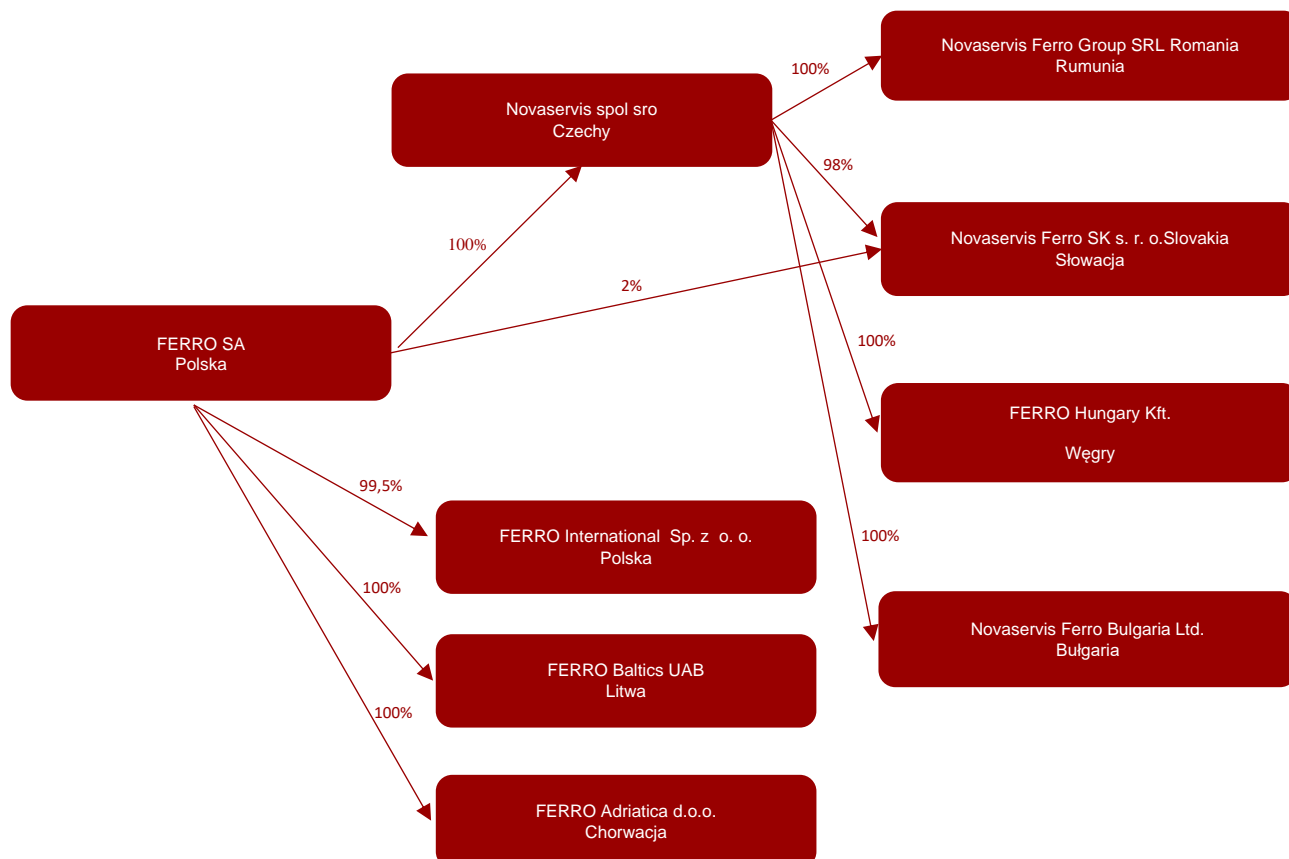 Novaservis Ferro Group SRL Romania
Rumunia
100%
Novaservis spol sro
Czechy
98%
Novaservis Ferro SK s. r. o.Slovakia
Słowacja
100%
2%
FERRO SA
Polska
100%
FERRO Hungary Kft.
Węgry
99,5%
FERRO International Sp. z o. o.
Polska
100%
100%
Novaservis Ferro Bulgaria Ltd.
Bułgaria
FERRO Baltics UAB
Litwa
100%
FERRO Adriatica d.o.o.
Chorwacja